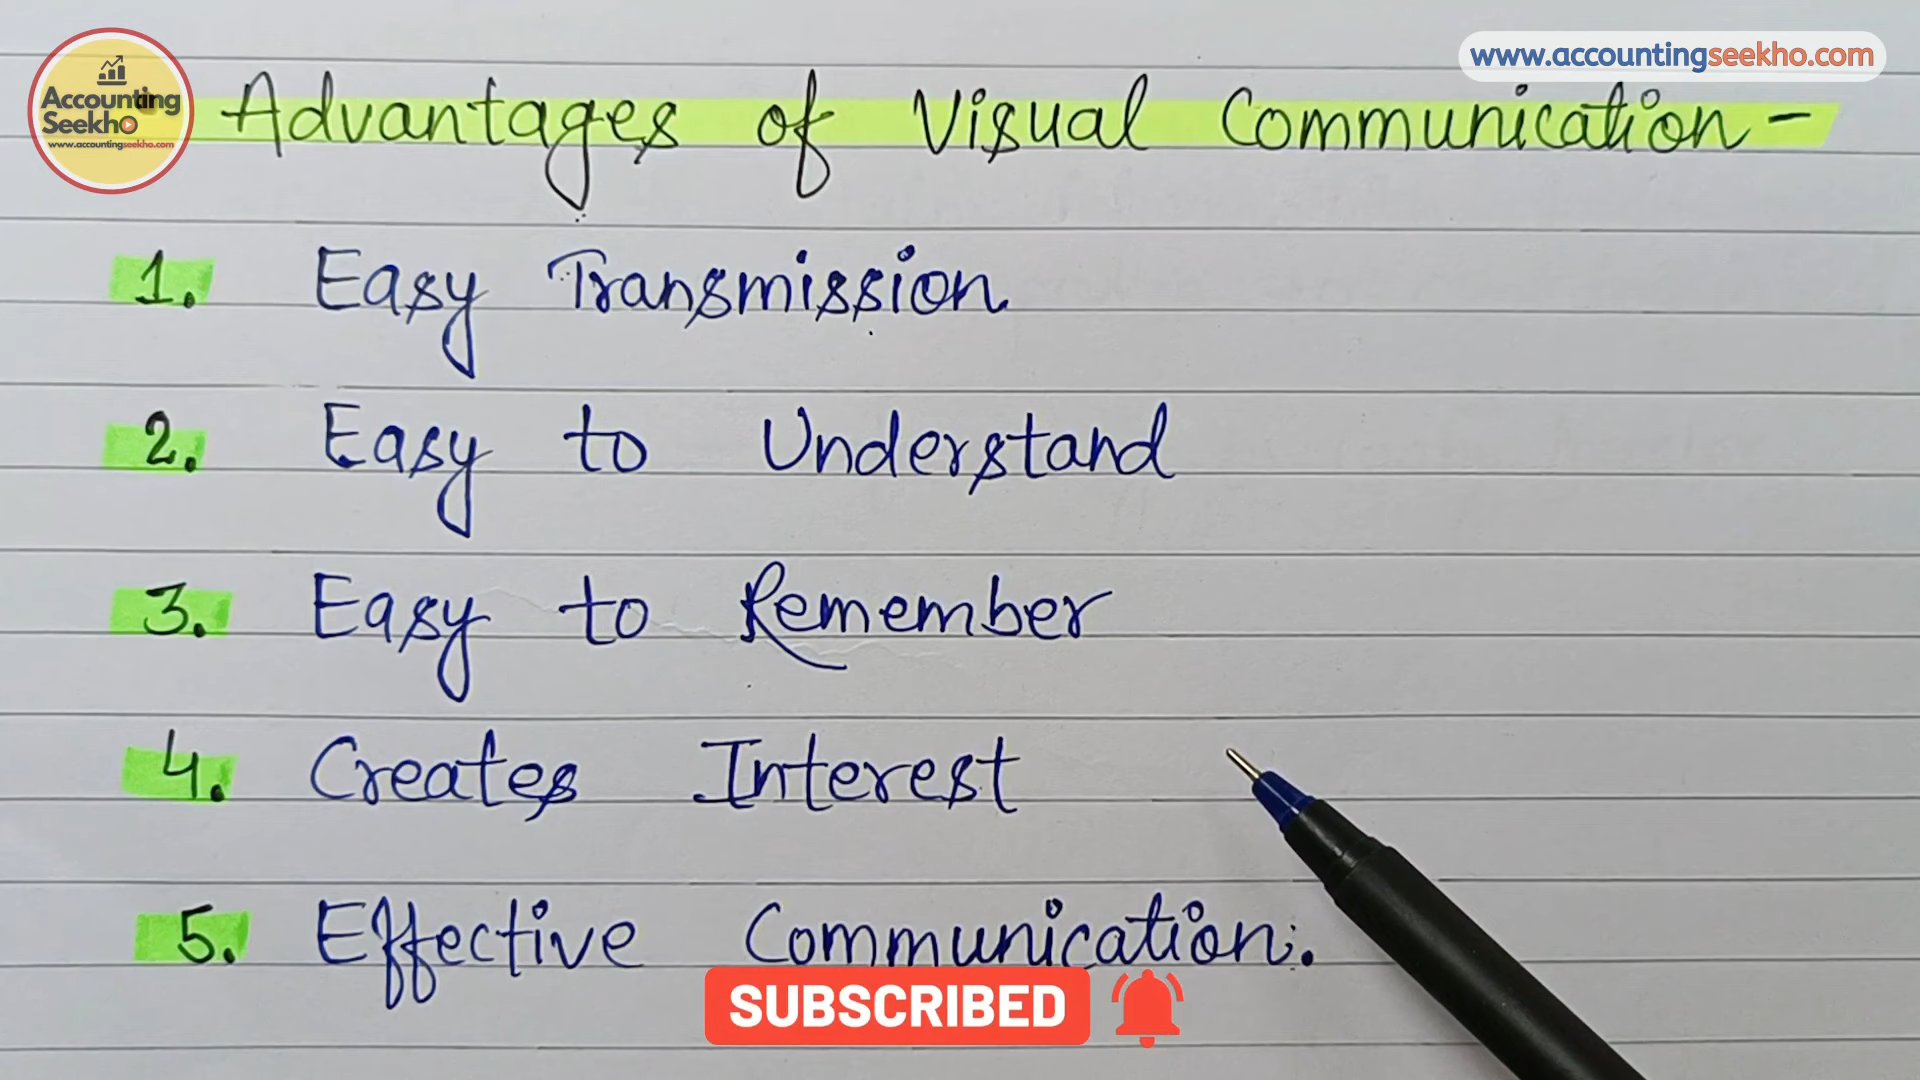 Accounting
Seekho
www.accountingseekho.com
www.accountingseekho.com
Advantages of Visual Communication -
1. Easy Transmission
2. Easy to Understand
3. Easy to Remember
4. Creates Interest
5. Effective Communication.
SUBSCRIBED